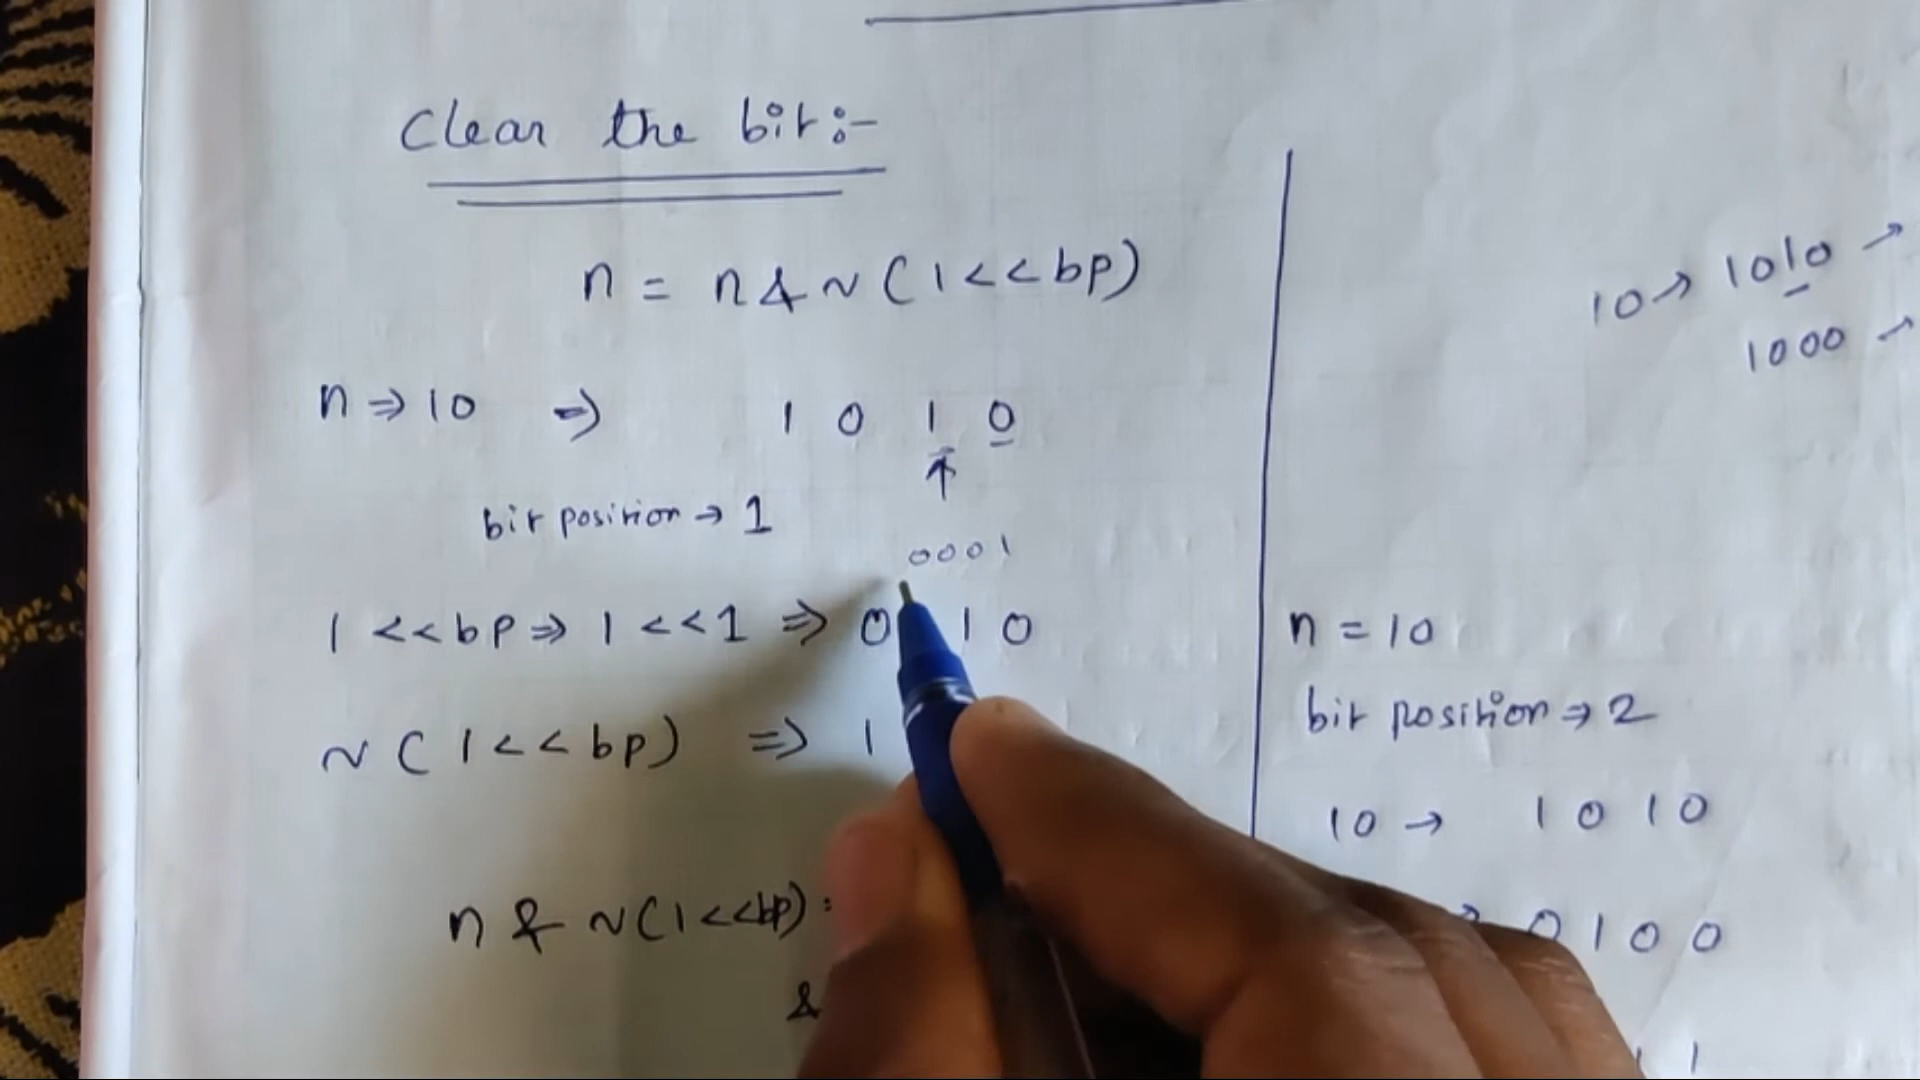 Clear the bit:-
n = n & ~ (1<<bp)
n ⇒ 10 ⇒ 1 0 1 0
↑
bit position → 1
0001
1 <<bp ⇒ 1 <<1 ⇒ 0 1 0
~ (1<<bp) ⇒ 1
n & ~(1<<bp) :
&
10 → 1010 →
1000 →
n = 10
bit position → 2
10 → 1 0 1 0
→ 0 1 0 0
1 1